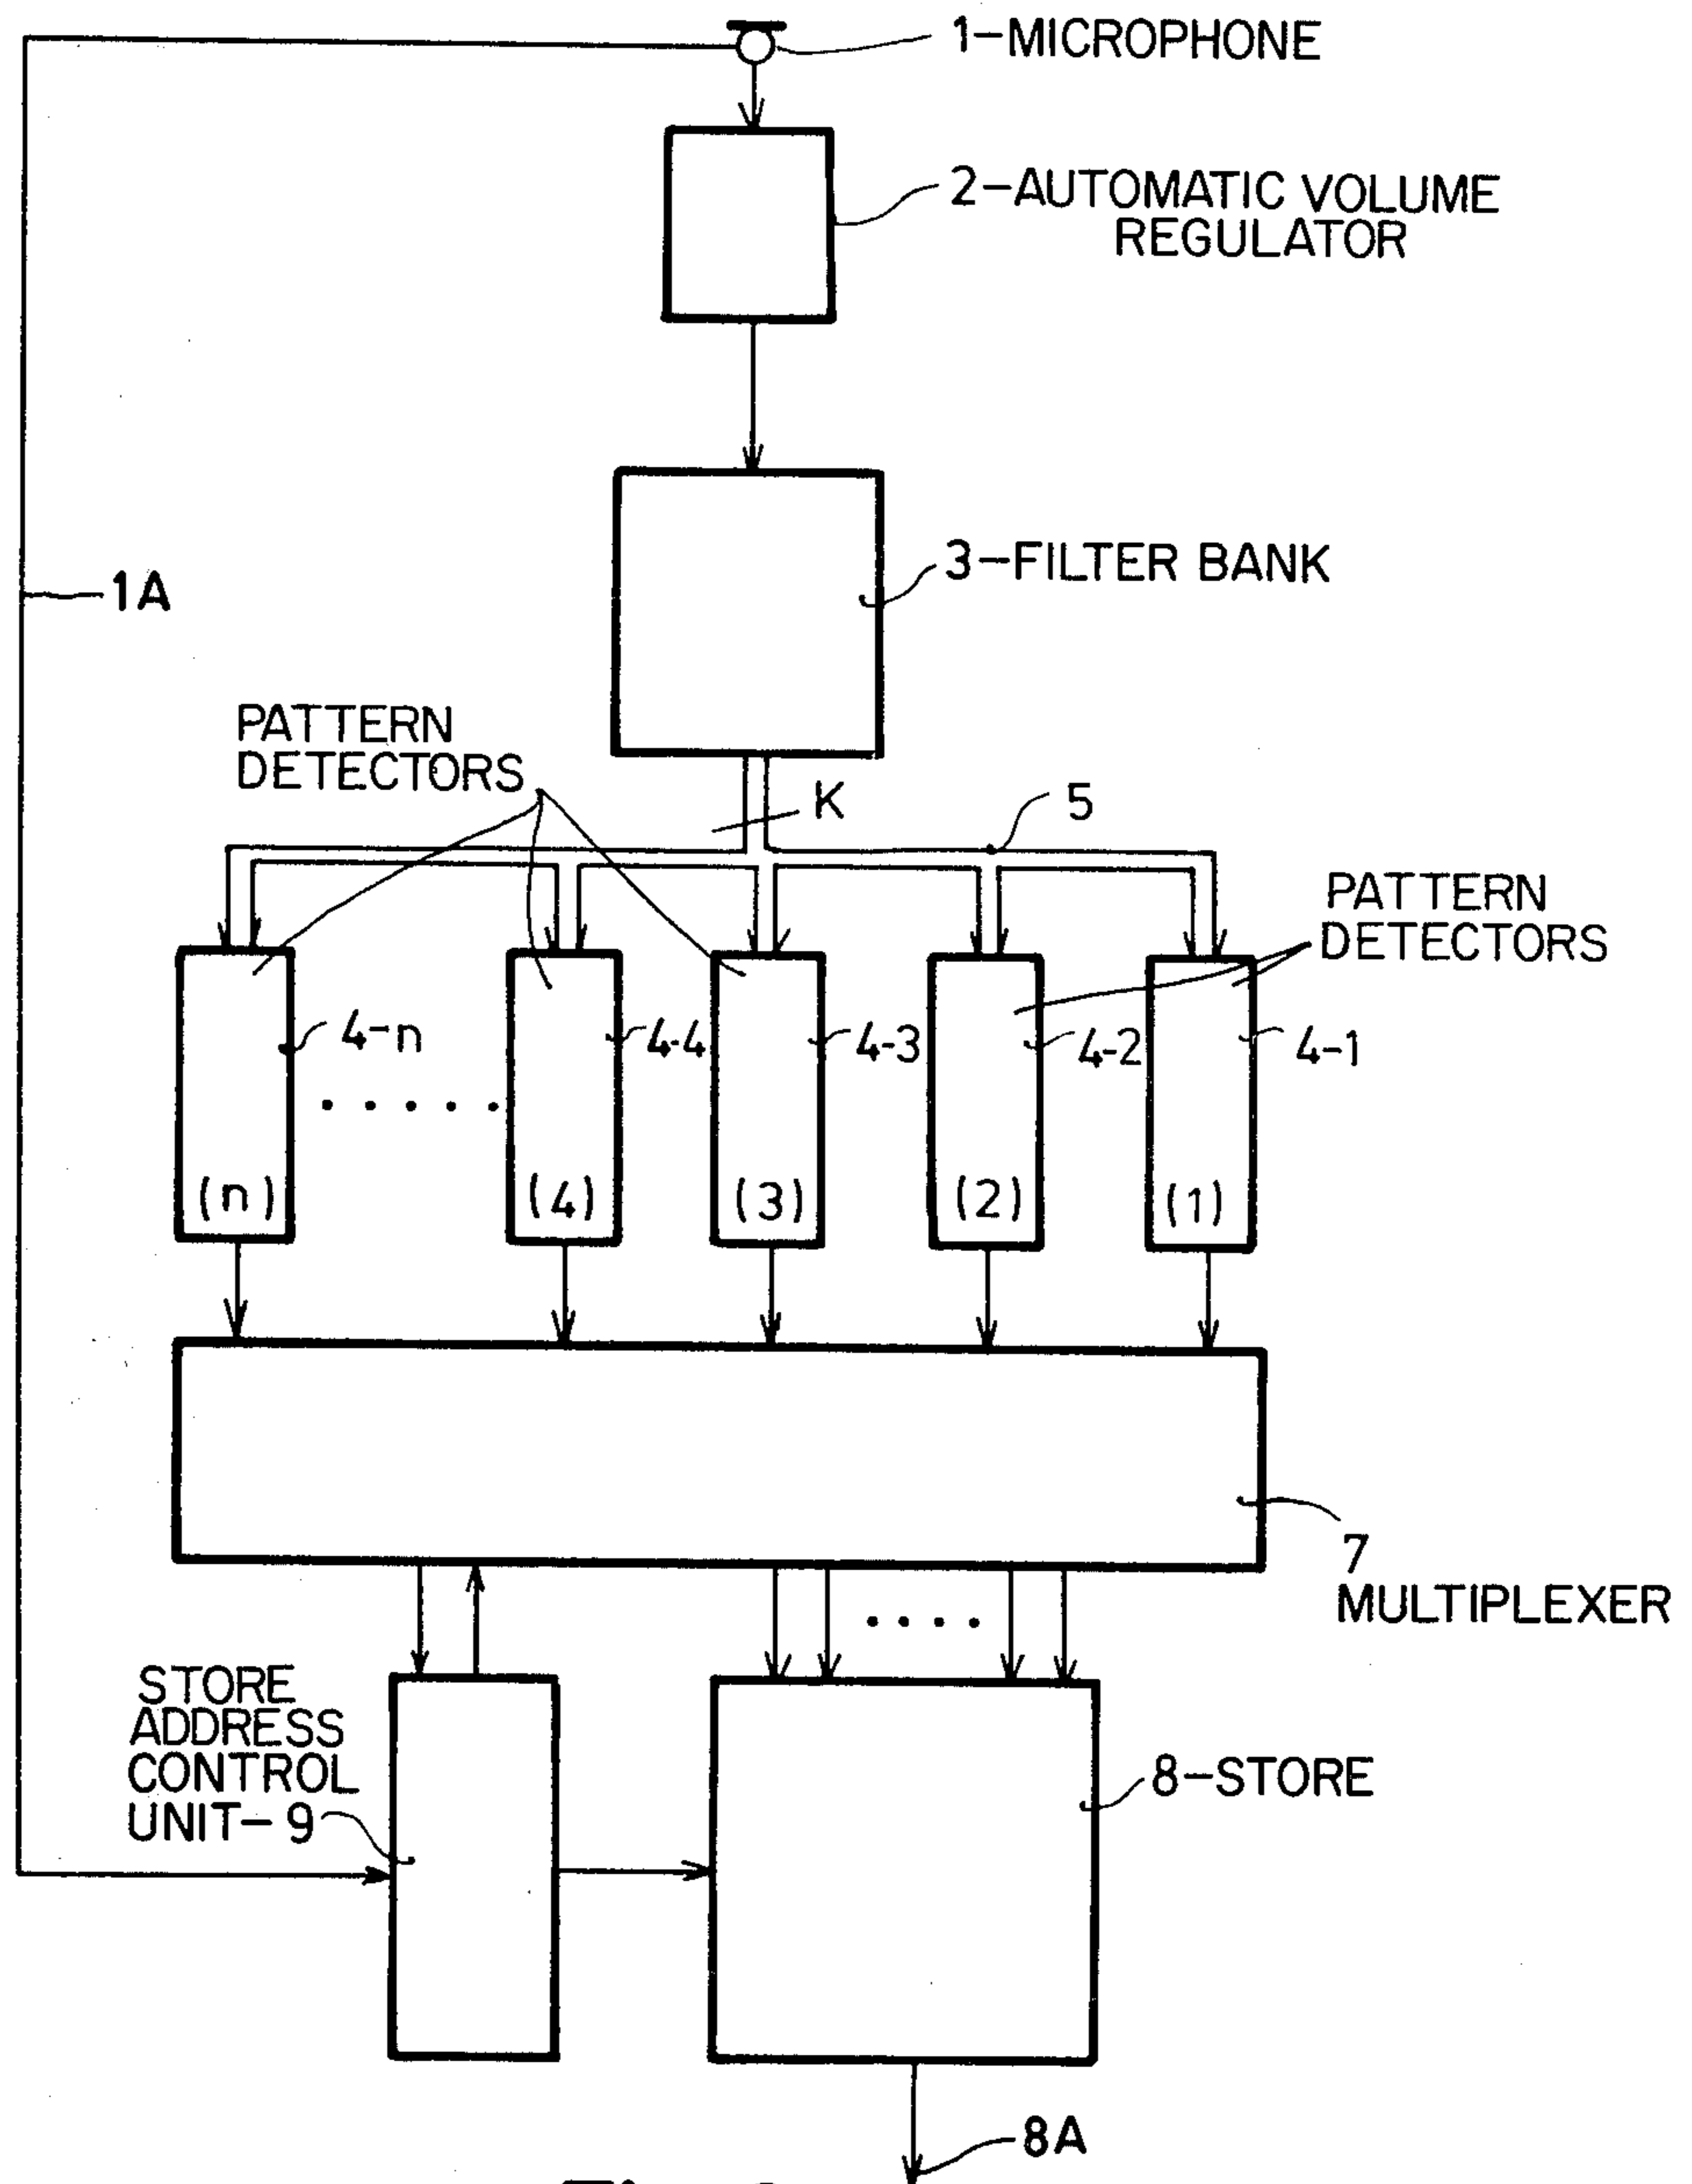 1-MICROPHONE
2-AUTOMATIC VOLUME
REGULATOR
3-FILTER BANK
1A
PATTERN
DETECTORS
K
5
PATTERN
DETECTORS
4-n
4-4
4-3
4-2
4-1
(n)
(4)
(3)
(2)
(1)
7
MULTIPLEXER
STORE
ADDRESS
CONTROL
UNIT-9
8-STORE
8A